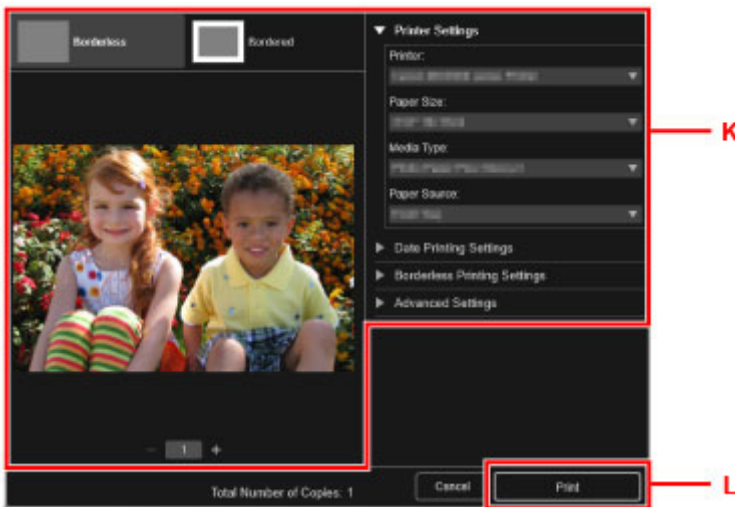 Borderless
Bordered
Printer Settings
Printer:
Paper Size:
Media Type:
Paper Source:
Date Printing Settings
Borderless Printing Settings
Advanced Settings
K
- 1 +
Total Number of Copies: 1
Cancel
Print
L